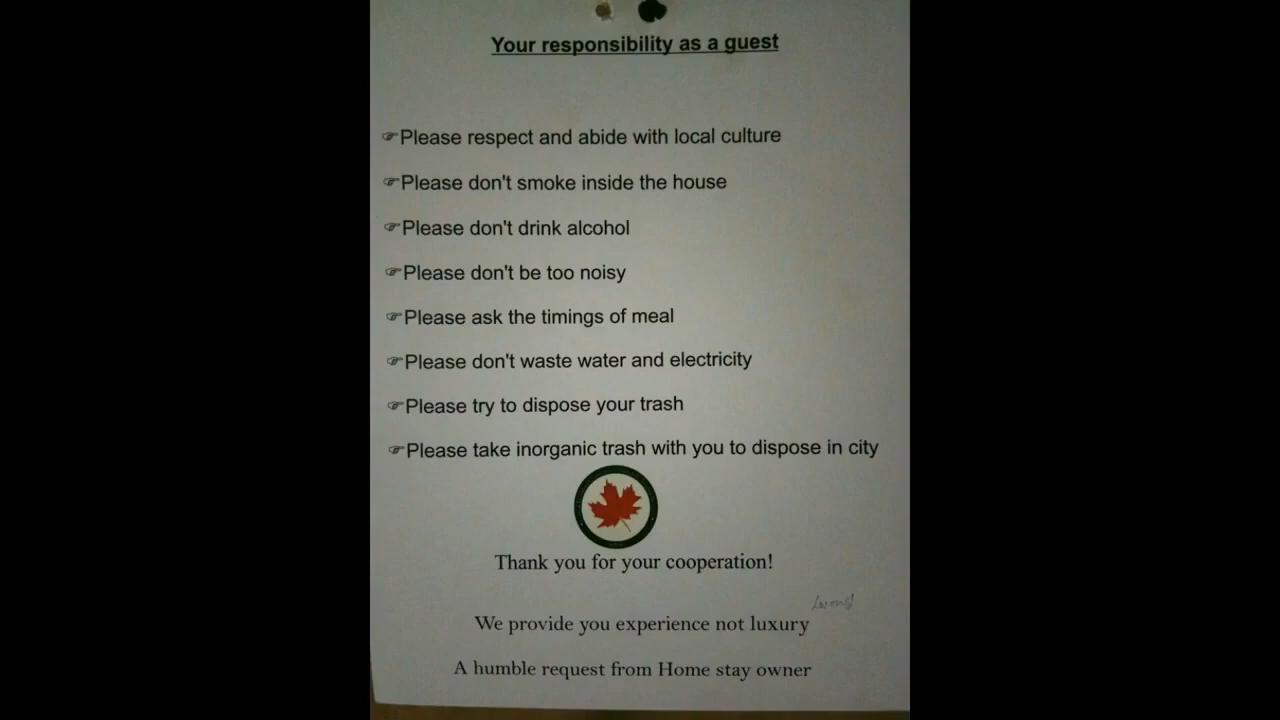 Your responsibility as a guest
☞Please respect and abide with local culture
☞Please don't smoke inside the house
☞Please don't drink alcohol
☞Please don't be too noisy
☞Please ask the timings of meal
☞Please don't waste water and electricity
☞Please try to dispose your trash
☞Please take inorganic trash with you to dispose in city
Thank you for your cooperation!
We provide you experience not luxury
A humble request from Home stay owner